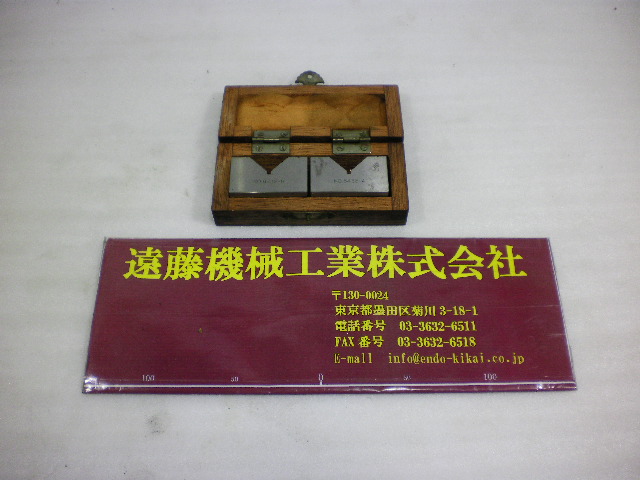 遠藤機械工業株式会社
〒130-0024
東京都墨田区菊川3-18-1
電話番号 03-3632-6511
FAX番号 03-3632-6518
E-mail info@endo-kikai.co.jp
100 50 0 50 100